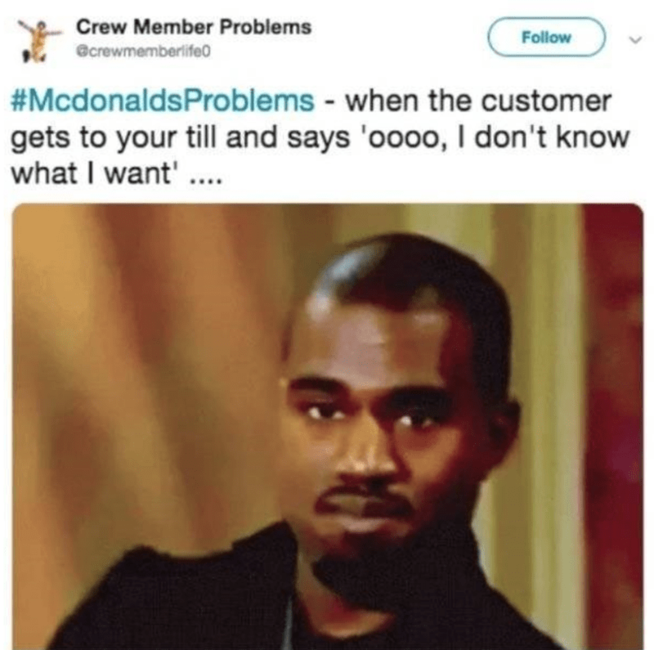 Crew Member Problems
@crewmemberlife0
Follow
#McdonaldsProblems - when the customer
gets to your till and says 'oooo, I don't know
what I want' ....